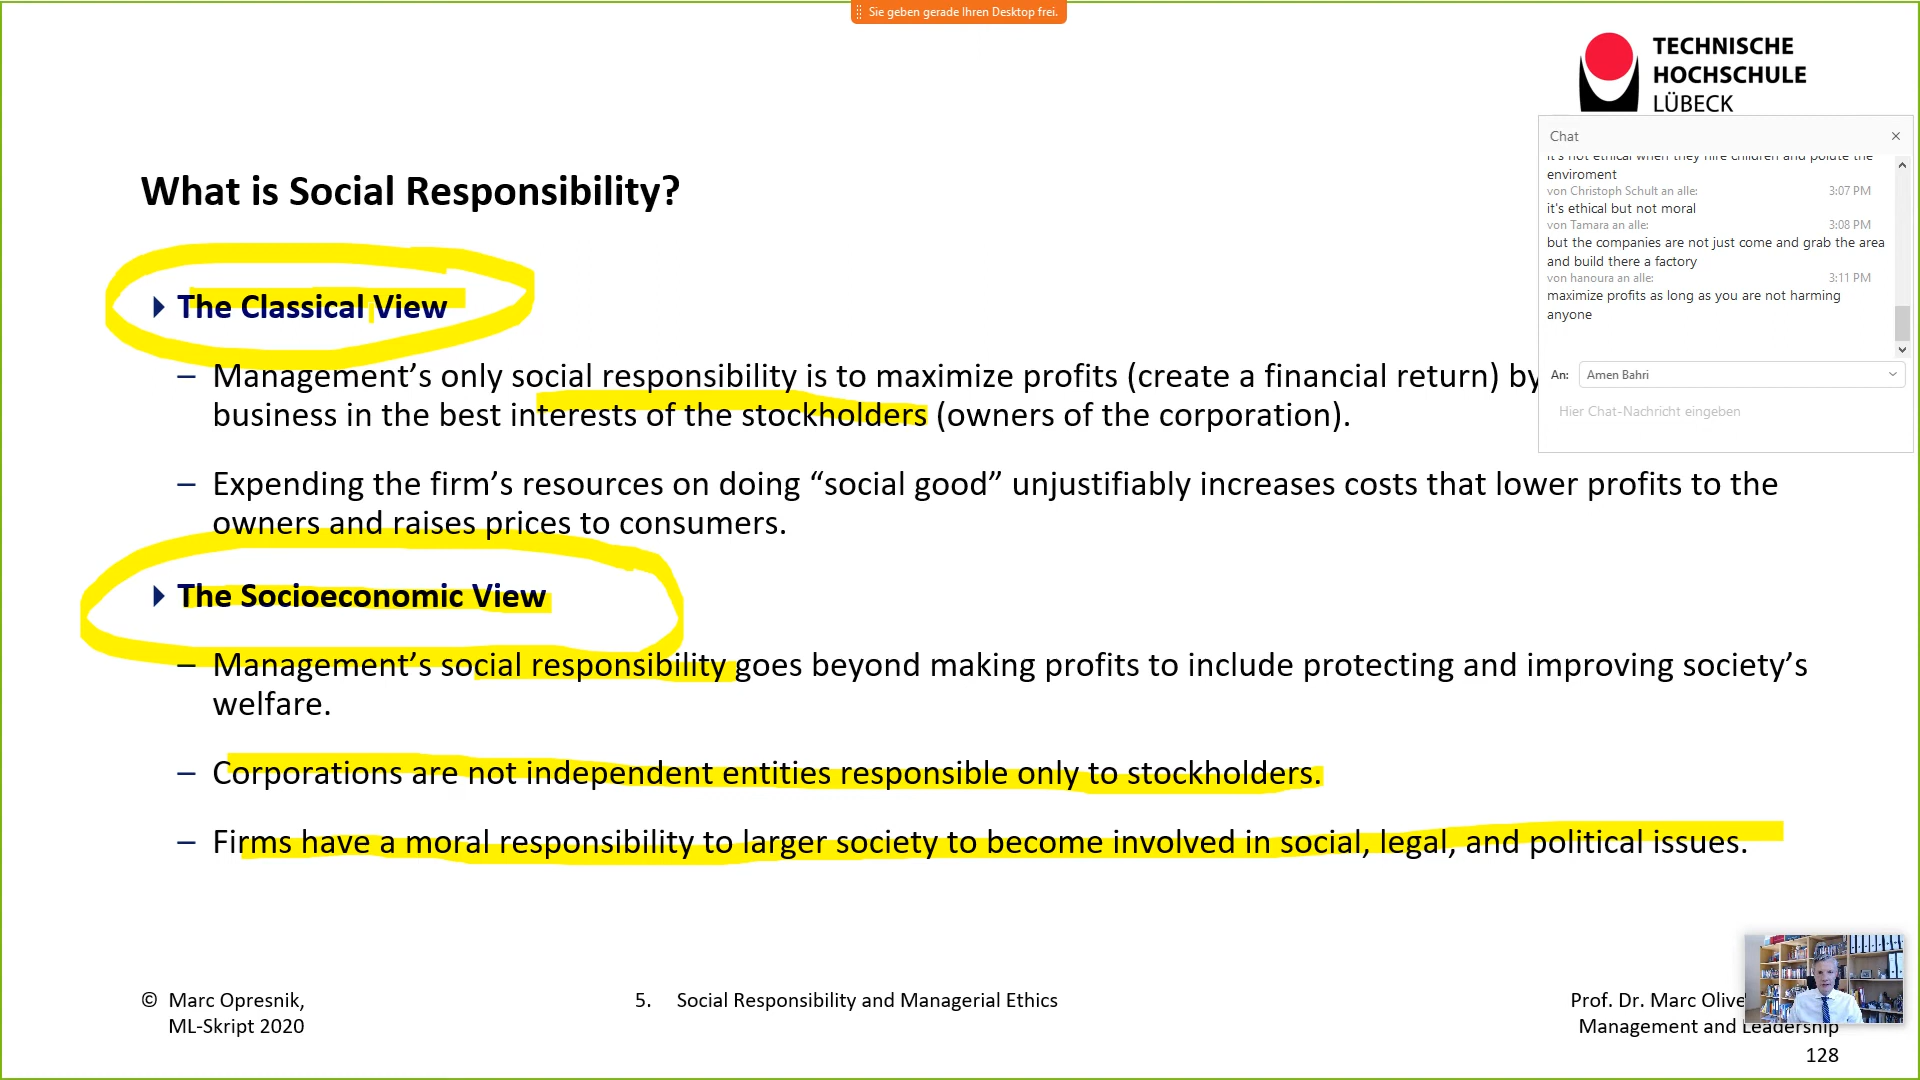 Sie geben gerade Ihren Desktop frei.
TECHNISCHE
HOCHSCHULE
LÜBECK
What is Social Responsibility?
The Classical View
– Management’s only social responsibility is to maximize profits (create a financial return) by
business in the best interests of the stockholders (owners of the corporation).
– Expending the firm’s resources on doing “social good” unjustifiably increases costs that lower profits to the
owners and raises prices to consumers.
The Socioeconomic View
– Management’s social responsibility goes beyond making profits to include protecting and improving society’s
welfare.
– Corporations are not independent entities responsible only to stockholders.
– Firms have a moral responsibility to larger society to become involved in social, legal, and political issues.
Chat
it's not ethical when they hire children and polute the
enviroment
von Christoph Schult an alle: 3:07 PM
it's ethical but not moral
von Tamara an alle: 3:08 PM
but the companies are not just come and grab the area
and build there a factory
von hanoura an alle: 3:11 PM
maximize profits as long as you are not harming
anyone
An: Amen Bahri
Hier Chat-Nachricht eingeben
© Marc Opresnik,
ML-Skript 2020
5. Social Responsibility and Managerial Ethics
Prof. Dr. Marc Olive
Management and Leadership
128